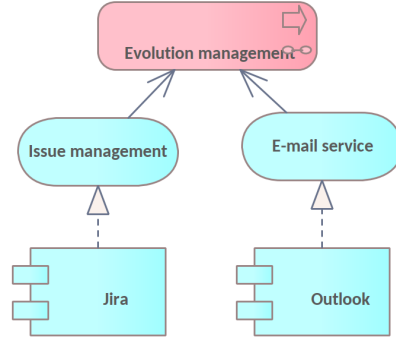 Evolution management
Issue management
E-mail service
Jira
Outlook